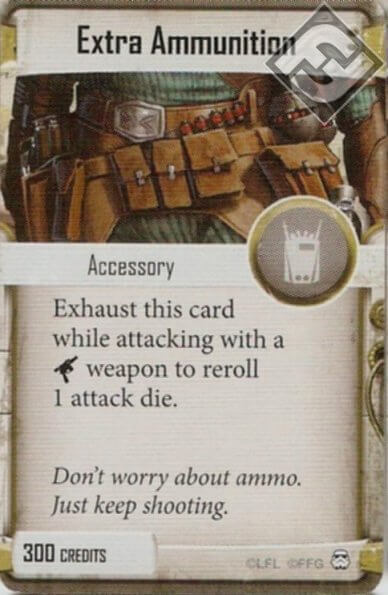 Extra Ammunition
Accessory
Exhaust this card
while attacking with a
weapon to reroll
1 attack die.
Don't worry about ammo.
Just keep shooting.
300 CREDITS
©LFL ©FFG